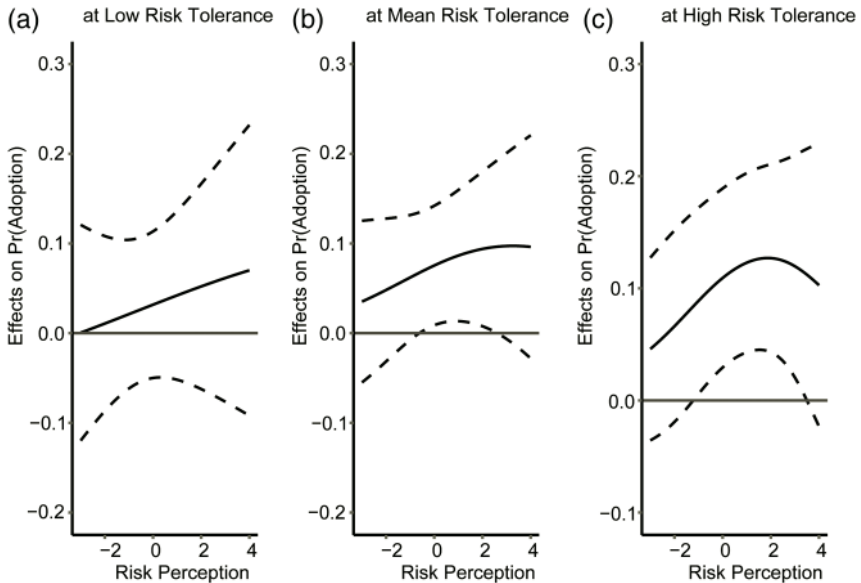 (a) at Low Risk Tolerance
Effects on Pr(Adoption)
0.3
0.2
0.1
0.0
−0.1
−0.2
−2 0 2 4
Risk Perception
(b) at Mean Risk Tolerance
Effects on Pr(Adoption)
0.3
0.2
0.1
0.0
−0.1
−0.2
−2 0 2 4
Risk Perception
(c) at High Risk Tolerance
Effects on Pr(Adoption)
0.3
0.2
0.1
0.0
−0.1
−2 0 2 4
Risk Perception